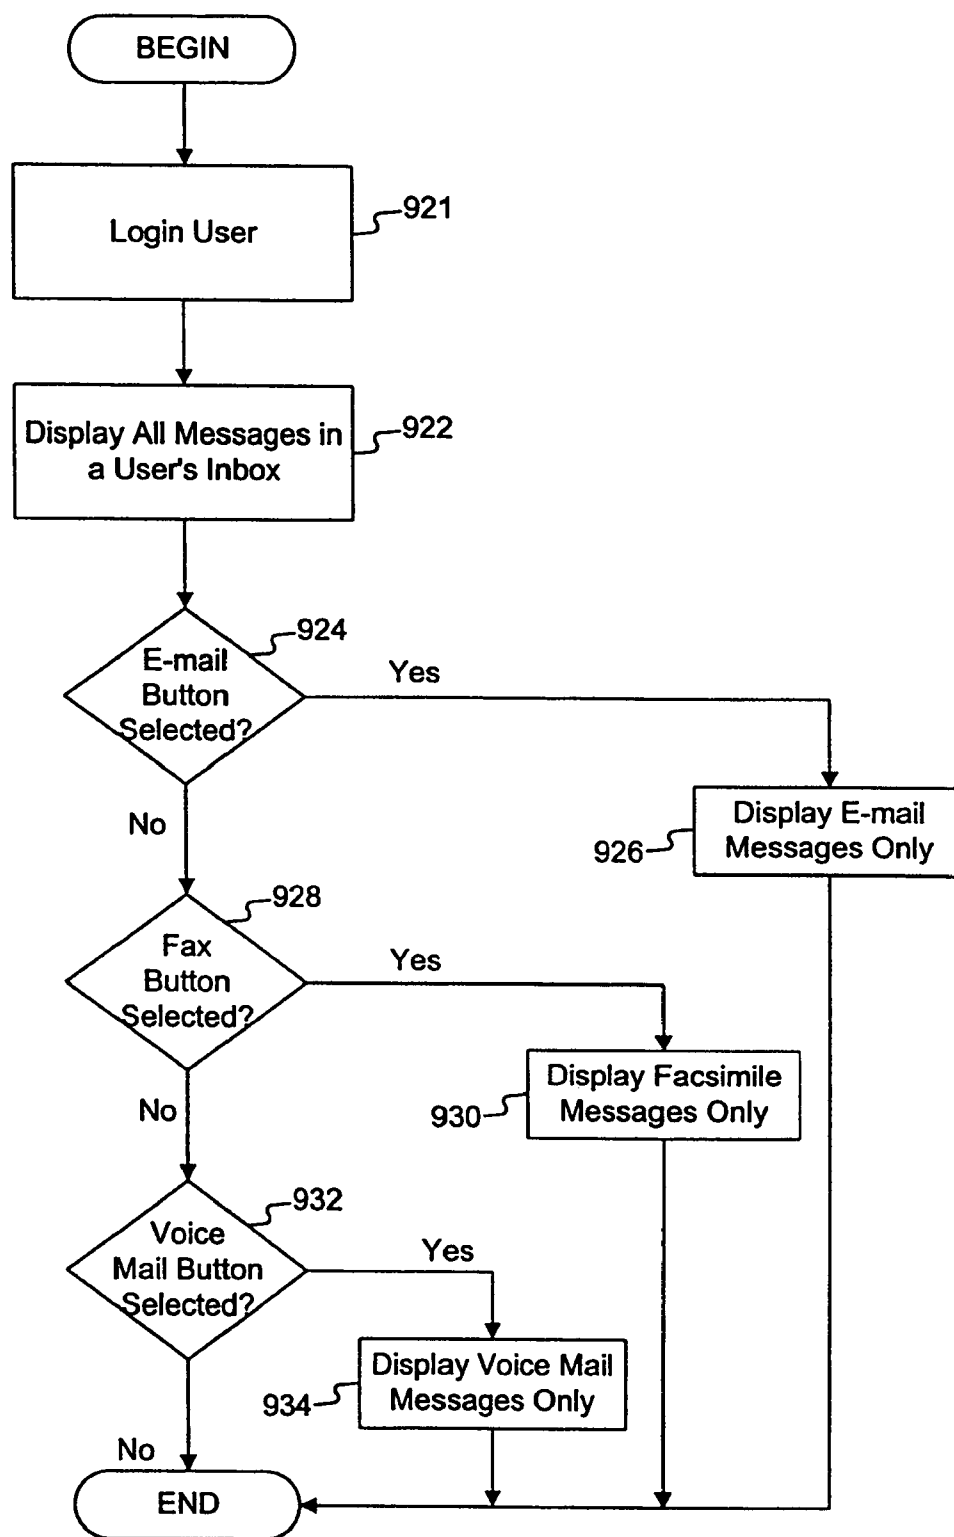 BEGIN
Login User
921
Display All Messages in
a User's Inbox
922
E-mail
Button
Selected?
924
Yes
No
Display E-mail
Messages Only
926
Fax
Button
Selected?
928
Yes
No
Display Facsimile
Messages Only
930
Voice
Mail Button
Selected?
932
Yes
No
Display Voice Mail
Messages Only
934
END